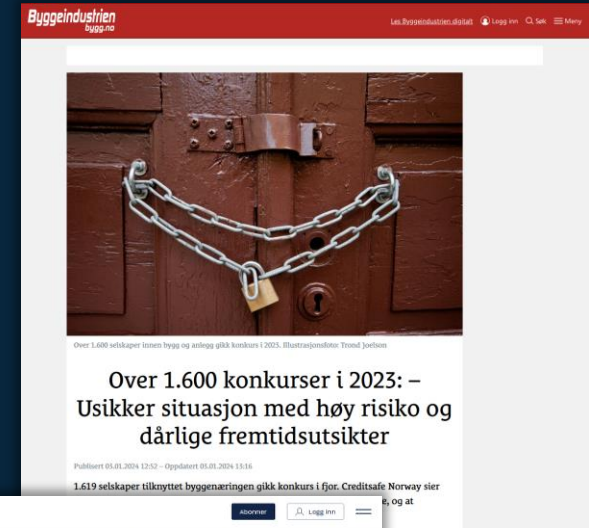 Byggeindustrien
bygg.no
Les Byggeindustrien digitalt Logg inn Søk Meny
Over 1.600 selskaper innen bygg og anlegg gikk konkurs i 2023. Illustrasjonsfoto: Trond Joelson
Over 1.600 konkurser i 2023: –
Usikker situasjon med høy risiko og
dårlige fremtidsutsikter
Publisert 03.01.2024 12:52 – Oppdatert 03.01.2024 13:16
1.619 selskaper tilknyttet byggenæringen gikk konkurs i fjor. Creditsafe Norway sier
og at
Abonner Logg inn